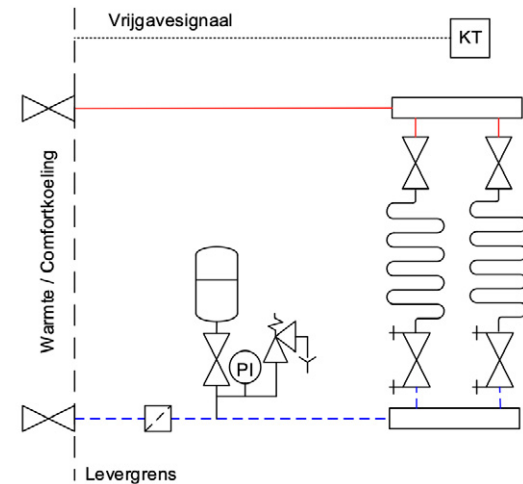 Vrijgavesignaal
KT
Warmte / Comfortkoeling
PI
Levergrens